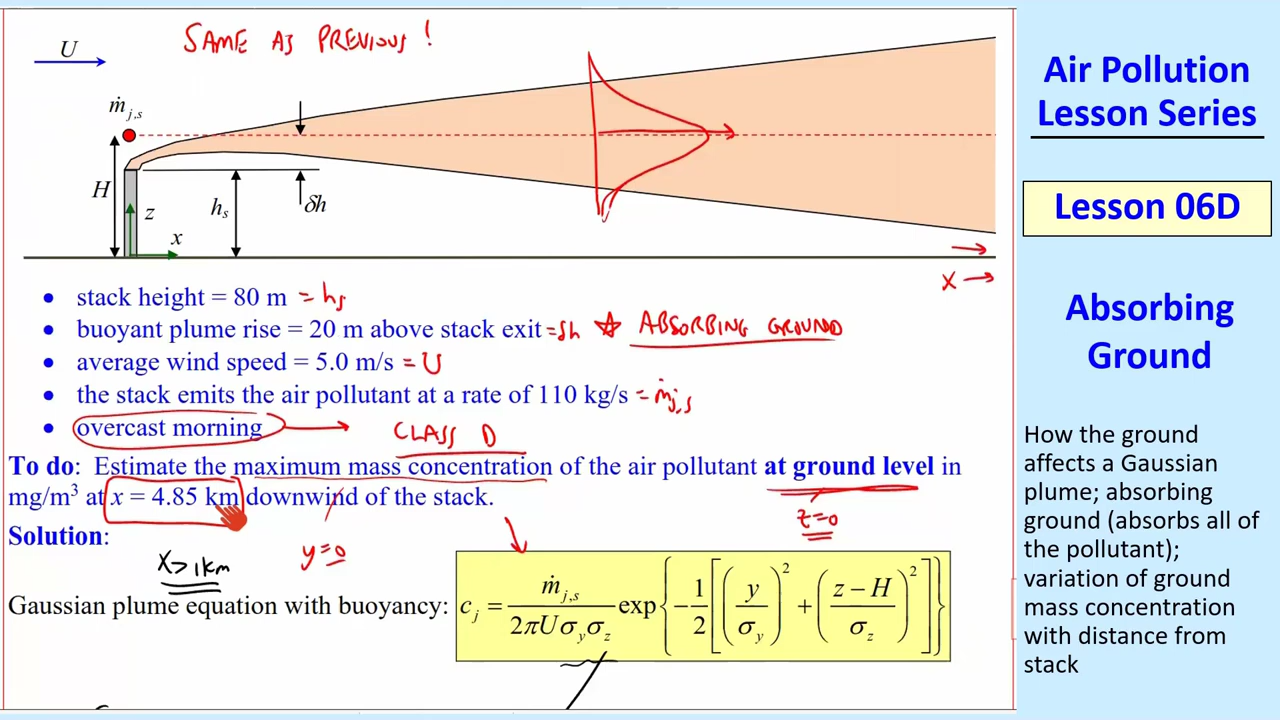 SAME AS PREVIOUS !
U
ṁj,s
H
z
x
hs
δh
x →
• stack height = 80 m = hs
• buoyant plume rise = 20 m above stack exit = δh ☆ ABSORBING GROUND
• average wind speed = 5.0 m/s = U
• the stack emits the air pollutant at a rate of 110 kg/s = ṁj,s
• overcast morning → CLASS D
To do: Estimate the maximum mass concentration of the air pollutant at ground level in
mg/m³ at x = 4.85 km downwind of the stack.
z=0
Solution:
y=0
x>1km
Gaussian plume equation with buoyancy: cj = ṁj,s / 2πUσyσz exp{−1/2[(y/σy)² + (z − H/σz)²]}
Air Pollution
Lesson Series
Lesson 06D
Absorbing
Ground
How the ground
affects a Gaussian
plume; absorbing
ground (absorbs all of
the pollutant);
variation of ground
mass concentration
with distance from
stack